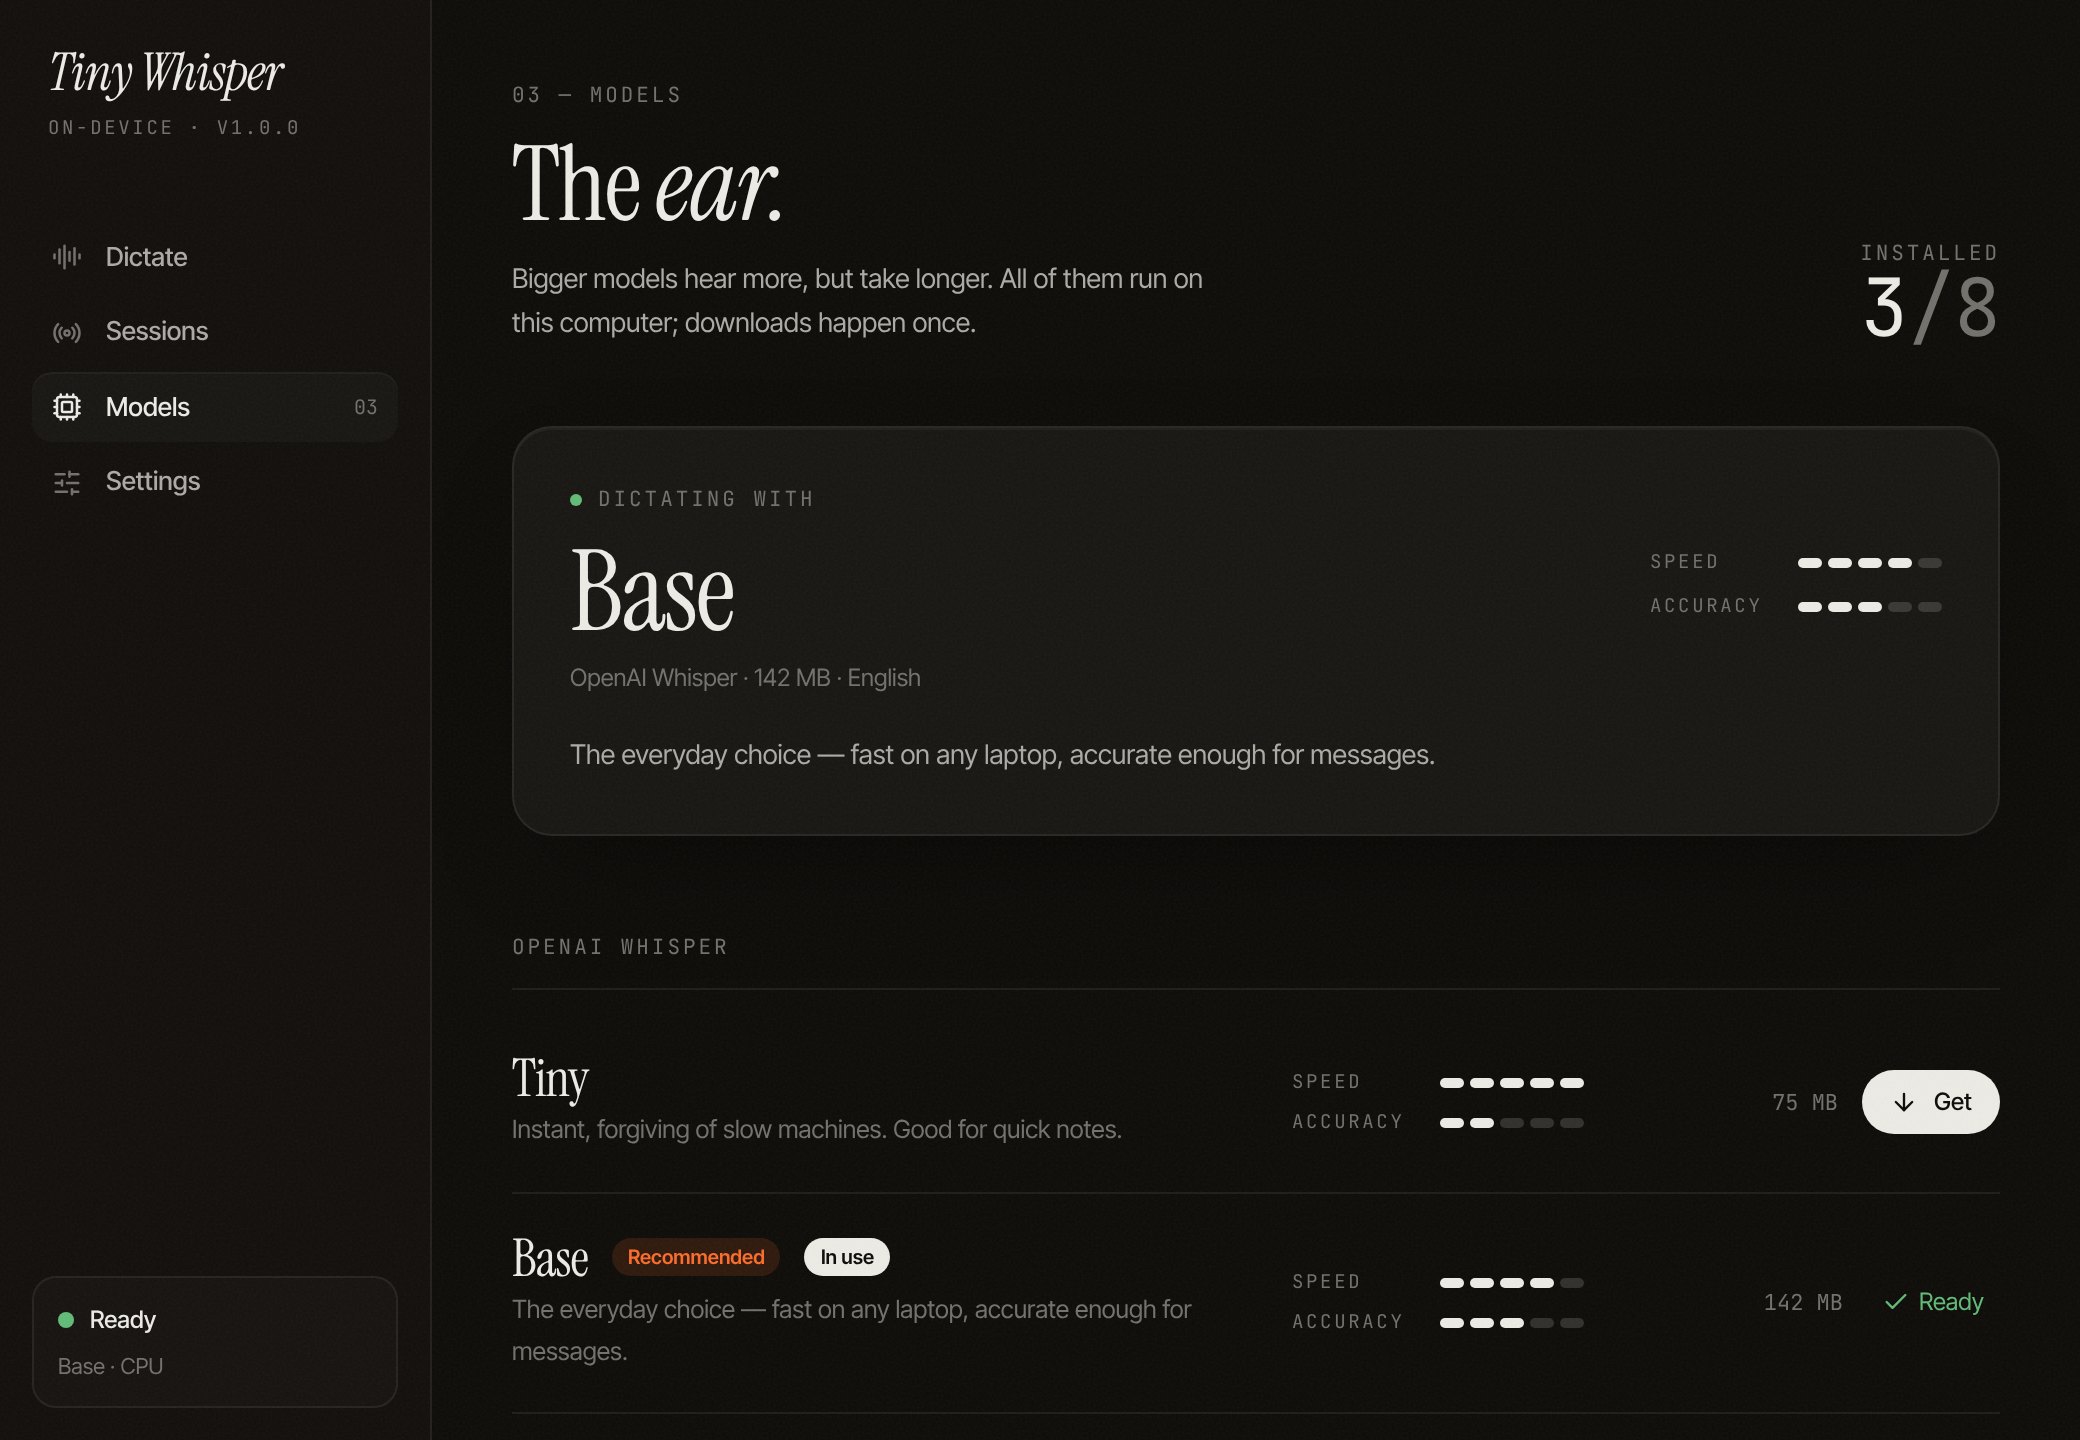 Tiny Whisper
ON-DEVICE · V1.0.0
Dictate
Sessions
Models 03
Settings
Ready
Base · CPU
03 — MODELS
The ear.
Bigger models hear more, but take longer. All of them run on
this computer; downloads happen once.
INSTALLED
3/8
DICTATING WITH
Base
SPEED
ACCURACY
OpenAI Whisper · 142 MB · English
The everyday choice — fast on any laptop, accurate enough for messages.
OPENAI WHISPER
Tiny
Instant, forgiving of slow machines. Good for quick notes.
SPEED
ACCURACY
75 MB
Get
Base Recommended In use
The everyday choice — fast on any laptop, accurate enough for
messages.
SPEED
ACCURACY
142 MB
Ready